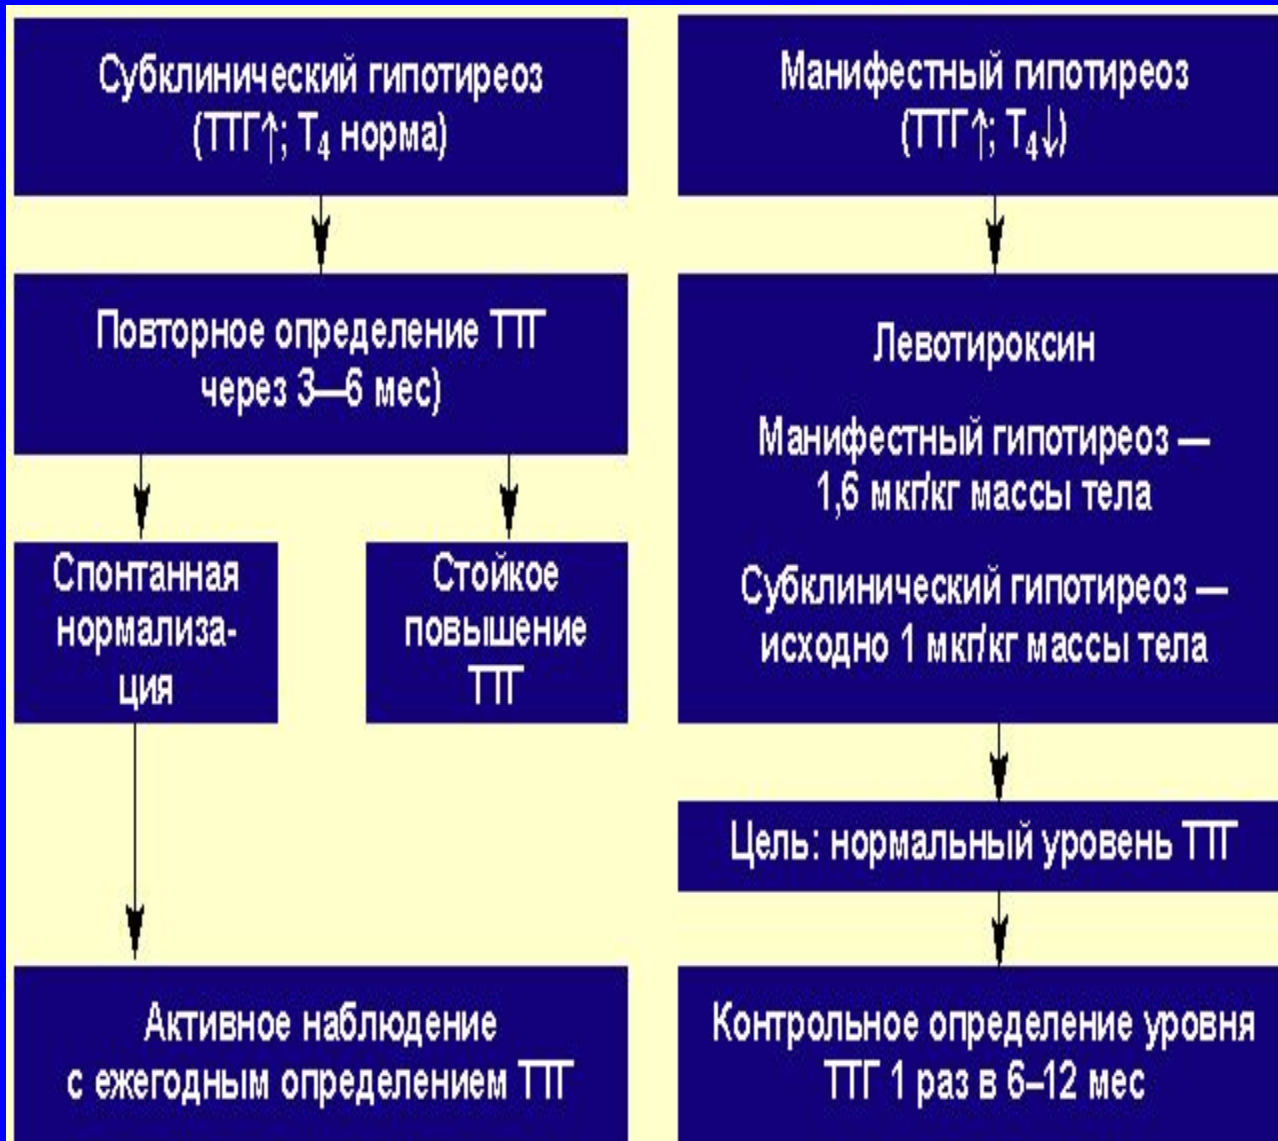 Субклинический гипотиреоз
(ТТГ↑; Т₄ норма)
Повторное определение ТТГ
через 3—6 мес)
Спонтанная
нормализа-
ция
Стойкое
повышение
ТТГ
Активное наблюдение
с ежегодным определением ТТГ
Манифестный гипотиреоз
(ТТГ↑; Т₄↓)
Левотироксин
Манифестный гипотиреоз —
1,6 мкг/кг массы тела
Субклинический гипотиреоз —
исходно 1 мкг/кг массы тела
Цель: нормальный уровень ТТГ
Контрольное определение уровня
ТТГ 1 раз в 6–12 мес